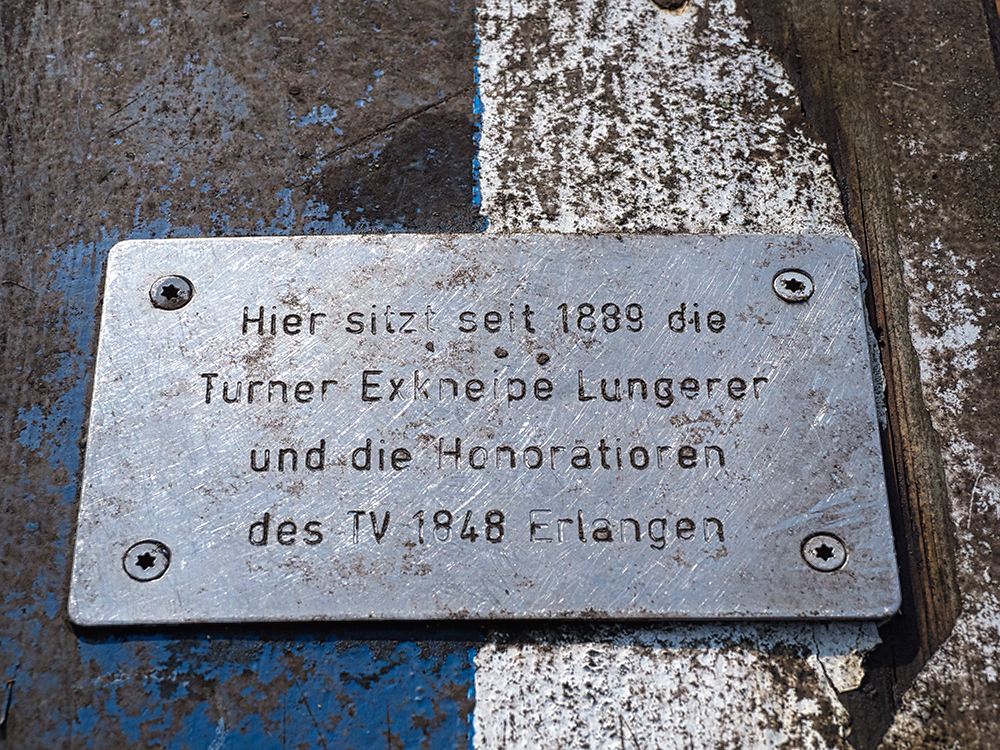 Hier sitzt seit 1889 die
Turner Exkneipe Lungerer
und die Honoratioren
des TV 1848 Erlangen